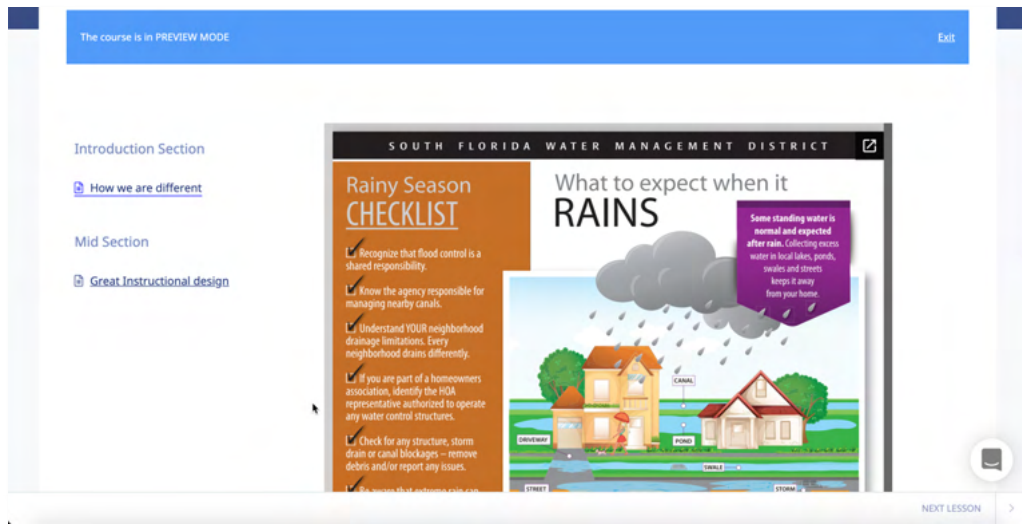 The course is in PREVIEW MODE
Exit
Introduction Section
How we are different
Mid Section
Great Instructional design
SOUTH FLORIDA WATER MANAGEMENT DISTRICT
Rainy Season
CHECKLIST
Recognize that flood control is a
shared responsibility.
Know the agency responsible for
managing nearby canals.
Understand YOUR neighborhood
drainage limitations. Every
neighborhood drains differently.
If you are part of a homeowners
association, identify the HOA
representative authorized to operate
any water control structures.
Check for any structure, storm
drain or canal blockages – remove
debris and/or report any issues.
Be aware that extreme rain can
What to expect when it
RAINS
Some standing water is
normal and expected
after rain. Collecting excess
water in local lakes, ponds,
swales and streets
keeps it away
from your home.
CANAL
DRIVEWAY
POND
SWALE
STREET
STORM
NEXT LESSON